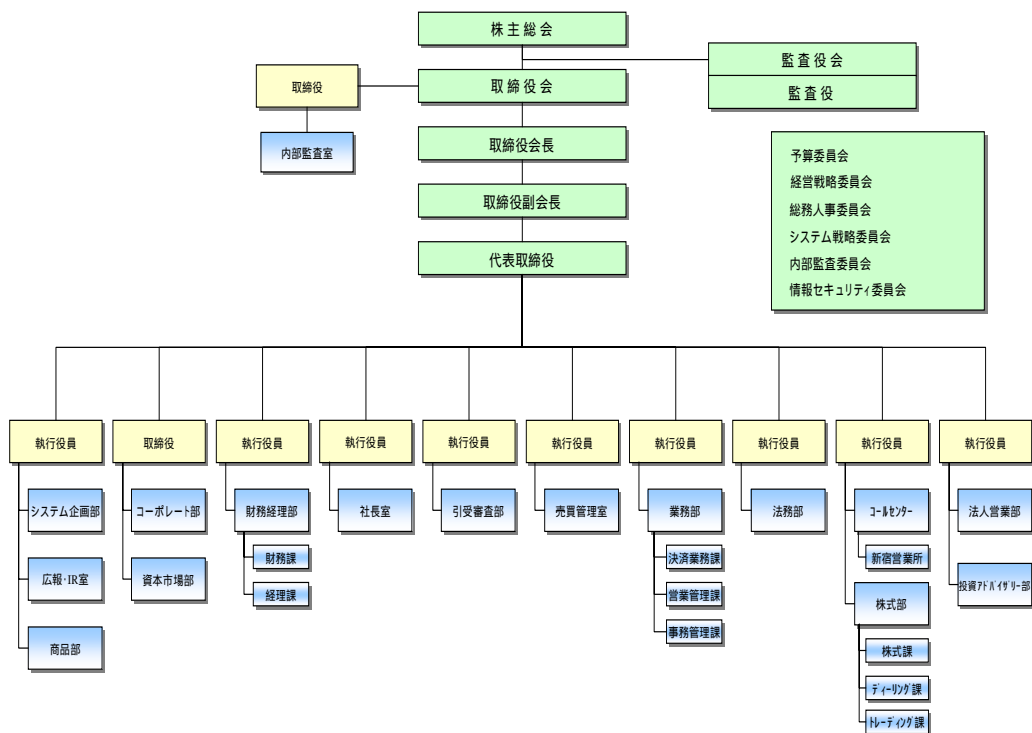 株主総会
監査役会
取締役会
監査役
取締役
内部監査室
取締役会長
取締役副会長
代表取締役
予算委員会
経営戦略委員会
総務人事委員会
システム戦略委員会
内部監査委員会
情報セキュリティ委員会
執行役員
取締役
執行役員
執行役員
執行役員
執行役員
執行役員
執行役員
執行役員
執行役員
システム企画部
広報・IR室
商品部
コーポレート部
資本市場部
財務経理部
財務課
経理課
社長室
引受審査部
売買管理室
業務部
決済業務課
営業管理課
事務管理課
法務部
コールセンター
新宿営業所
株式部
株式課
ディーリング課
トレーディング課
法人営業部
投資アドバイザリー部